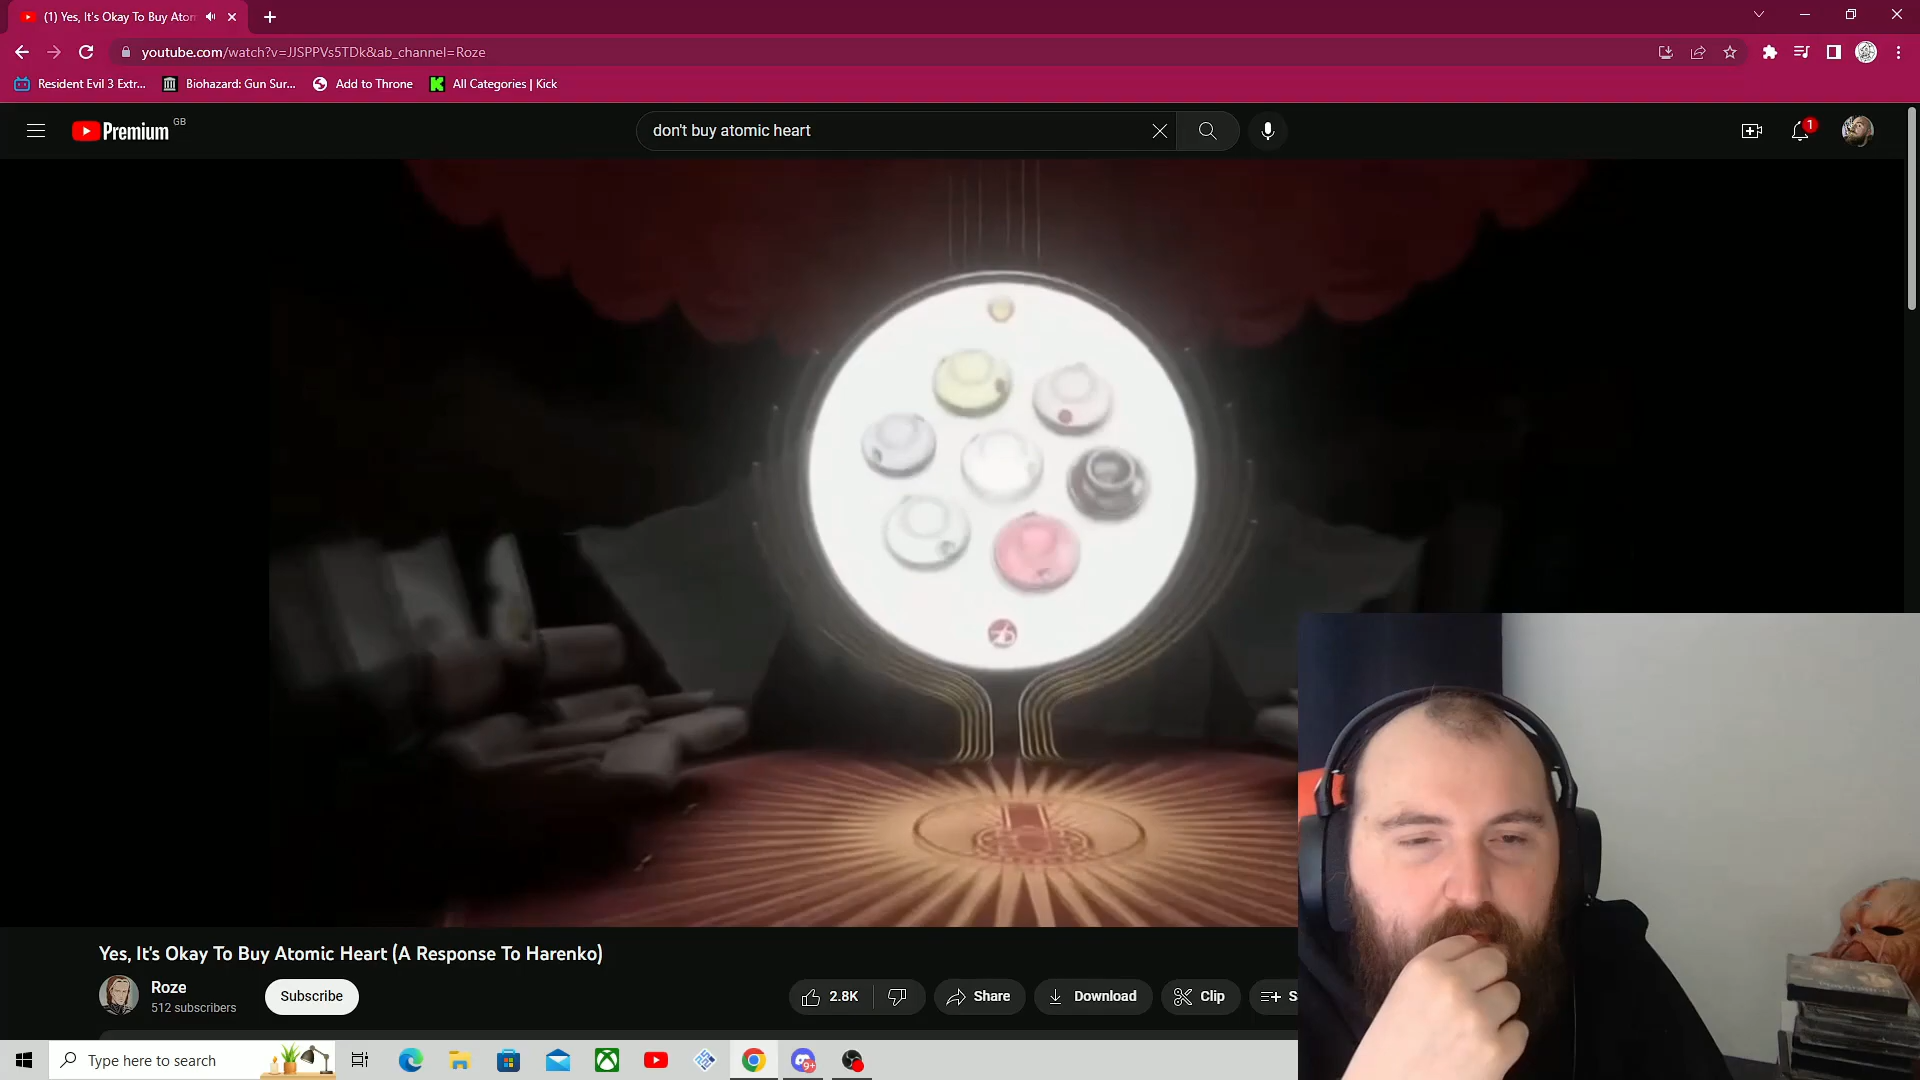 (1) Yes, It's Okay To Buy Atom
youtube.com/watch?v=JJSPPVs5TDk&ab_channel=Roze
Resident Evil 3 Extr...
Biohazard: Gun Sur...
Add to Throne
All Categories | Kick
Premium
GB
don't buy atomic heart
1
Yes, It's Okay To Buy Atomic Heart (A Response To Harenko)
Roze
512 subscribers
Subscribe
2.8K
Share
Download
Clip
S
Type here to search
9+